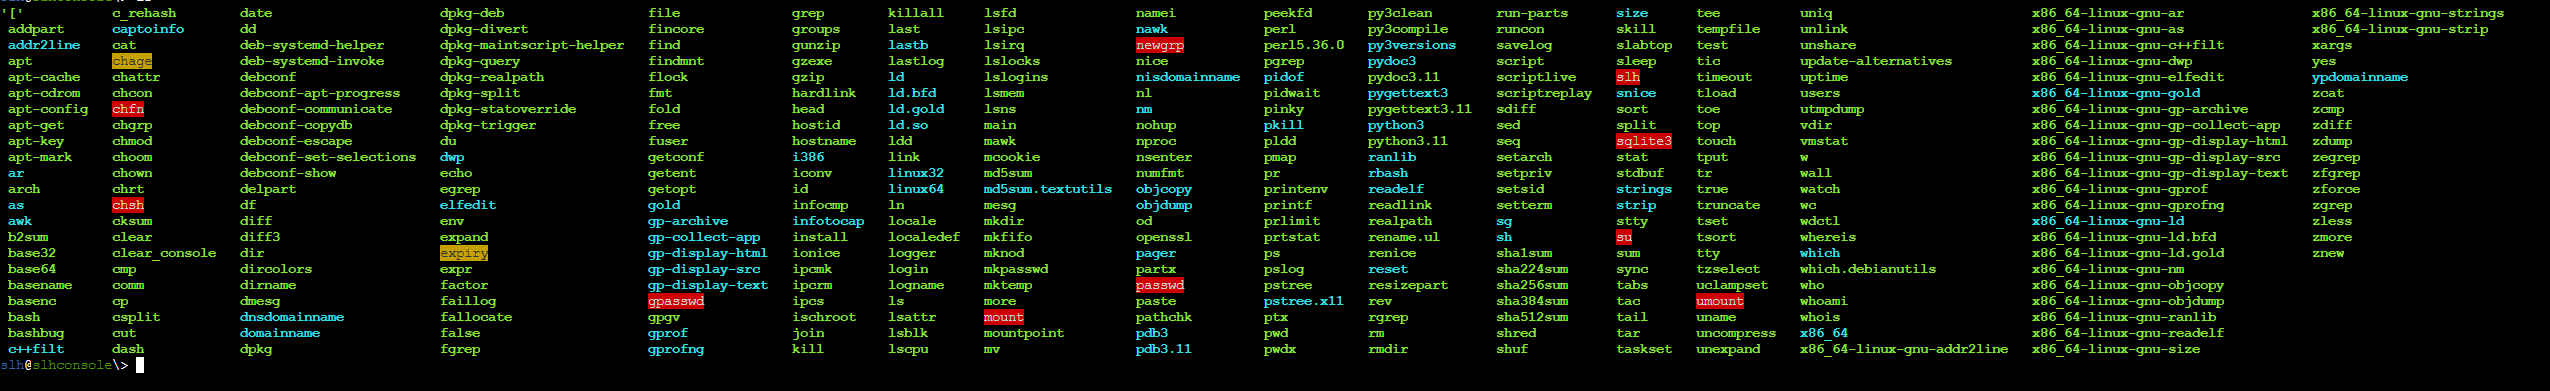 '['        c_rehash       date                    dpkg-deb                file            grep      killall    lsfd              namei         peekfd      py3clean       run-parts     size     tee         uniq                       x86_64-linux-gnu-ar               x86_64-linux-gnu-strings
addpart    captoinfo      dd                      dpkg-divert             fincore         groups    last       lsipc             nawk          perl        py3compile     runcon        skill    tempfile    unlink                     x86_64-linux-gnu-as               x86_64-linux-gnu-strip
addr2line  cat            deb-systemd-helper      dpkg-maintscript-helper find            gunzip    lastb      lsirq             newgrp        perl5.36.0  py3versions    savelog       slabtop  test        unshare                    x86_64-linux-gnu-c++filt          xargs
apt        chage          deb-systemd-invoke      dpkg-query              findmnt         gzexe     lastlog    lslocks           nice          pgrep       pydoc3         script        sleep    tic         update-alternatives        x86_64-linux-gnu-dwp              yes
apt-cache  chattr         debconf                 dpkg-realpath           flock           gzip      ld         lslogins          nisdomainname pidof       pydoc3.11      scriptlive    slh      timeout     uptime                     x86_64-linux-gnu-elfedit          ypdomainname
apt-cdrom  chcon          debconf-apt-progress    dpkg-split              fmt             hardlink  ld.bfd     lsmem             nl            pidwait     pygettext3     scriptreplay  snice    tload       users                      x86_64-linux-gnu-gold             zcat
apt-config chfn           debconf-communicate     dpkg-statoverride       fold            head      ld.gold    lsns              nm            pinky       pygettext3.11  sdiff         sort     toe         utmpdump                   x86_64-linux-gnu-gp-archive       zcmp
apt-get    chgrp          debconf-copydb          dpkg-trigger            free            hostid    ld.so      main              nohup         pkill       python3        sed           split    top         vdir                       x86_64-linux-gnu-gp-collect-app   zdiff
apt-key    chmod          debconf-escape          du                      fuser           hostname  ldd        mawk              nproc         pldd        python3.11     seq           sqlite3  touch       vmstat                     x86_64-linux-gnu-gp-display-html  zdump
apt-mark   choom          debconf-set-selections  dwp                     getconf         i386      link       mcookie           nsenter       pmap        ranlib         setarch       stat     tput        w                          x86_64-linux-gnu-gp-display-src   zegrep
ar         chown          debconf-show            echo                    getent          iconv     linux32    md5sum            numfmt        pr          rbash          setpriv       stdbuf   tr          wall                       x86_64-linux-gnu-gp-display-text  zfgrep
arch       chrt           delpart                 egrep                   getopt          id        linux64    md5sum.textutils  objcopy       printenv    readelf        setsid        strings  true        watch                      x86_64-linux-gnu-gprof            zforce
as         chsh           df                      elfedit                 gold            infocmp   ln         mesg              objdump       printf      readlink       setterm       strip    truncate    wc                         x86_64-linux-gnu-gprofng          zgrep
awk        cksum          diff                    env                     gp-archive      infotocap locale     mkdir             od            prlimit     realpath       sg            stty     tset        wdctl                      x86_64-linux-gnu-ld               zless
b2sum      clear          diff3                   expand                  gp-collect-app  install   localedef  mkfifo            openssl       prtstat     rename.ul      sh            su       tsort       whereis                    x86_64-linux-gnu-ld.bfd           zmore
base32     clear_console  dir                     expiry                  gp-display-html ionice    logger     mknod             pager         ps          renice         sha1sum       sum      tty         which                      x86_64-linux-gnu-ld.gold          znew
base64     cmp            dircolors               expr                    gp-display-src  ipcmk     login      mkpasswd          partx         pslog       reset          sha224sum     sync     tzselect    which.debianutils          x86_64-linux-gnu-nm
basename   comm           dirname                 factor                  gp-display-text ipcrm     logname    mktemp            passwd        pstree      resizepart     sha256sum     tabs     uclampset   who                        x86_64-linux-gnu-objcopy
basenc     cp             dmesg                   faillog                 gpasswd         ipcs      ls         more              paste         pstree.x11  rev            sha384sum     tac      umount      whoami                     x86_64-linux-gnu-objdump
bash       csplit         dnsdomainname           fallocate               gpgv            ischroot  lsattr     mount             pathchk       ptx         rgrep          sha512sum     tail     uname       whois                      x86_64-linux-gnu-ranlib
bashbug    cut            domainname              false                   gprof           join      lsblk      mountpoint        pdb3          pwd         rm             shred         tar      uncompress  x86_64                     x86_64-linux-gnu-readelf
c++filt    dash           dpkg                    fgrep                   gprofng         kill      lscpu      mv                pdb3.11       pwdx        rmdir          shuf          taskset  unexpand    x86_64-linux-gnu-addr2line x86_64-linux-gnu-size
slh@slhconsole\>